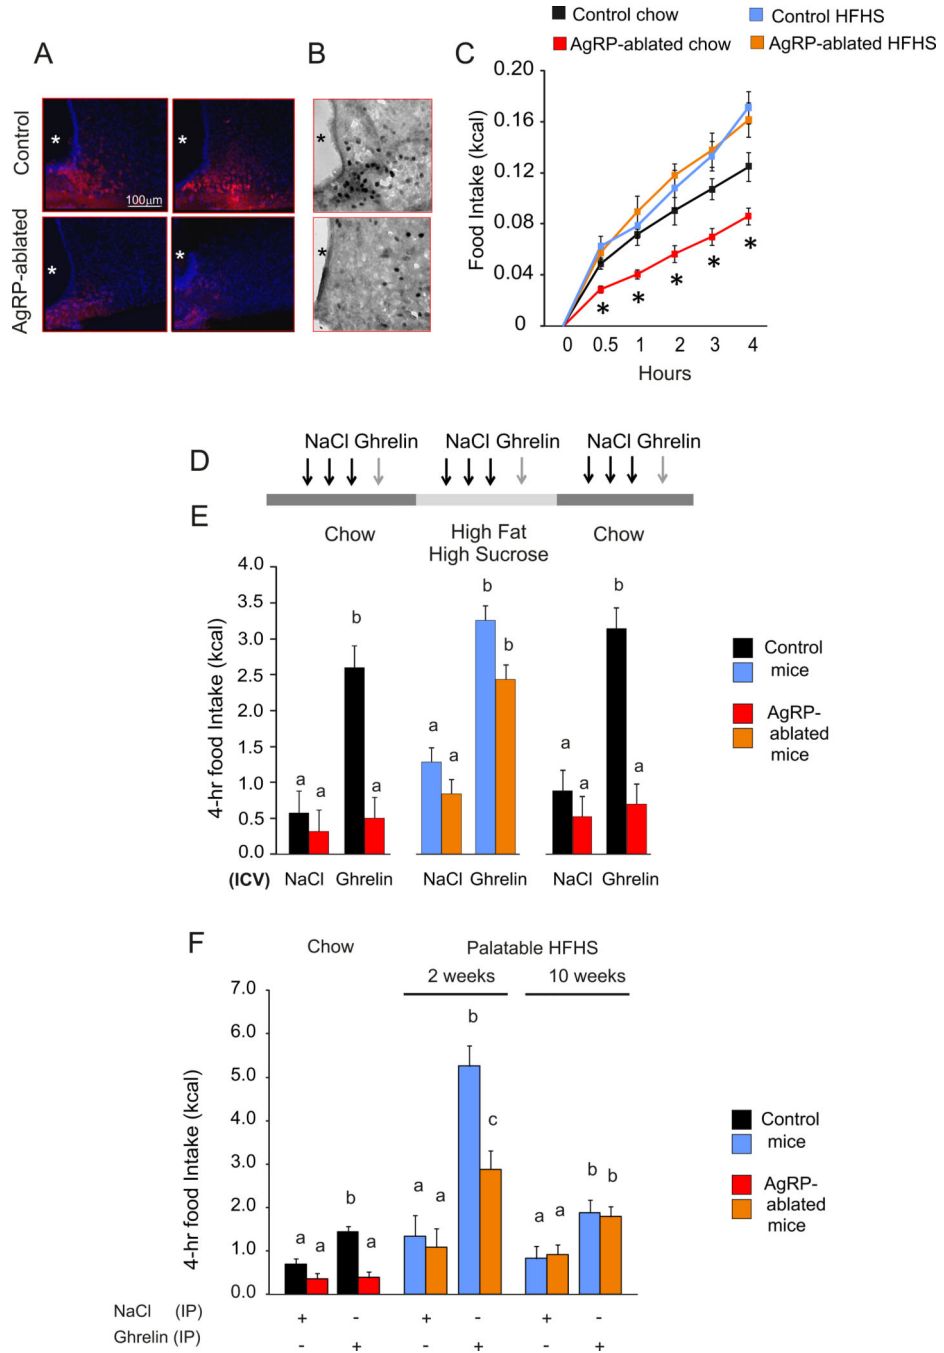 Control chow
Control HFHS
AgRP-ablated chow
AgRP-ablated HFHS
A
B
C
Control
AgRP-ablated
*
*
*
100µm
*
*
*
Food Intake (kcal)
0.20
0.16
0.12
0.08
0.04
0
* * * * *
0 0.5 1 2 3 4
Hours
D
NaCl Ghrelin
NaCl Ghrelin
NaCl Ghrelin
E
Chow
High Fat
High Sucrose
Chow
4-hr food Intake (kcal)
4.0
3.5
3.0
2.5
1.5
1.0
0.5
0.0
a a b a
a a b b
a a b a
(ICV)
NaCl Ghrelin
NaCl Ghrelin
NaCl Ghrelin
Control
mice
AgRP-
ablated
mice
F
Chow
Palatable HFHS
2 weeks
10 weeks
4-hr food Intake (kcal)
7.0
6.0
5.0
3.0
2.0
1.0
0.0
a a b a
a a b c
a a b b
NaCl (IP) + - + - + -
Ghrelin (IP) - + - + - +
Control
mice
AgRP-
ablated
mice